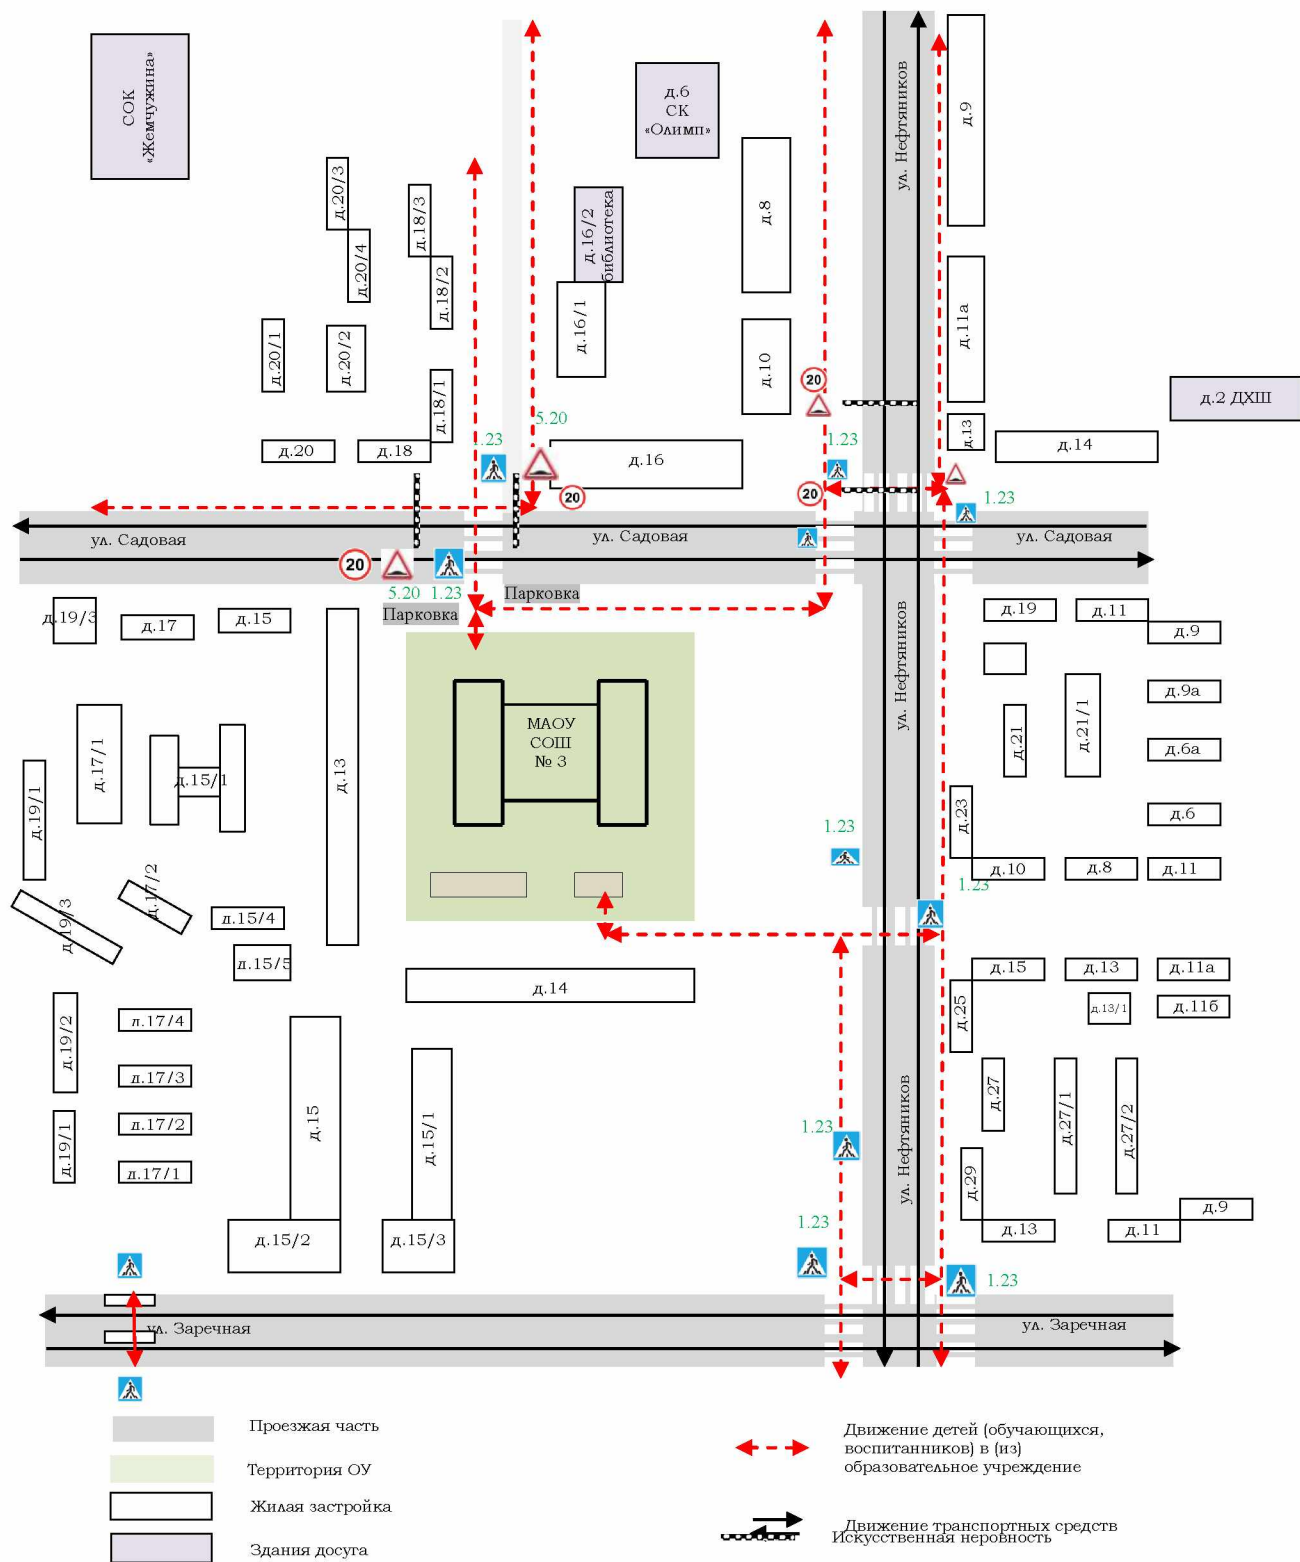 СОК
«Жемчужина»
д.6
СК
«Олимп»
ул. Нефтяников
д.9
д.20/3
д.18/3
д.16/2
библиотека
д.8
д.20/4
д.18/2
д.16/1
д.11а
д.20/1
д.20/2
д.10
20
д.18/1
д.2 ДХШ
5.20
д.13
д.14
1.23
1.23
д.20
д.18
д.16
20
20
1.23
ул. Садовая
ул. Садовая
ул. Садовая
20
5.20
1.23
Парковка
Парковка
д.19/3
д.17
д.15
д.19
д.11
д.9
ул. Нефтяников
д.9а
д.17/1
д.15/1
д.13
МАОУ
СОШ
№ 3
д.21
д.21/1
д.6а
д.19/1
д.23
д.6
1.23
д.10
д.8
д.11
1.23
д.17/2
д.19/3
д.15/4
д.15/5
д.15
д.13
д.11а
д.14
д.25
д.13/1
д.11б
д.19/2
д.17/4
д.17/3
д.27
ул. Нефтяников
д.15
д.15/1
д.27/1
д.27/2
д.17/2
1.23
д.19/1
д.17/1
д.29
д.9
1.23
д.15/2
д.15/3
д.13
д.11
1.23
ул. Заречная
ул. Заречная
Проезжая часть
Движение детей (обучающихся,
воспитанников) в (из)
образовательное учреждение
Территория ОУ
Жилая застройка
Движение транспортных средств
Искусственная неровность
Здания досуга